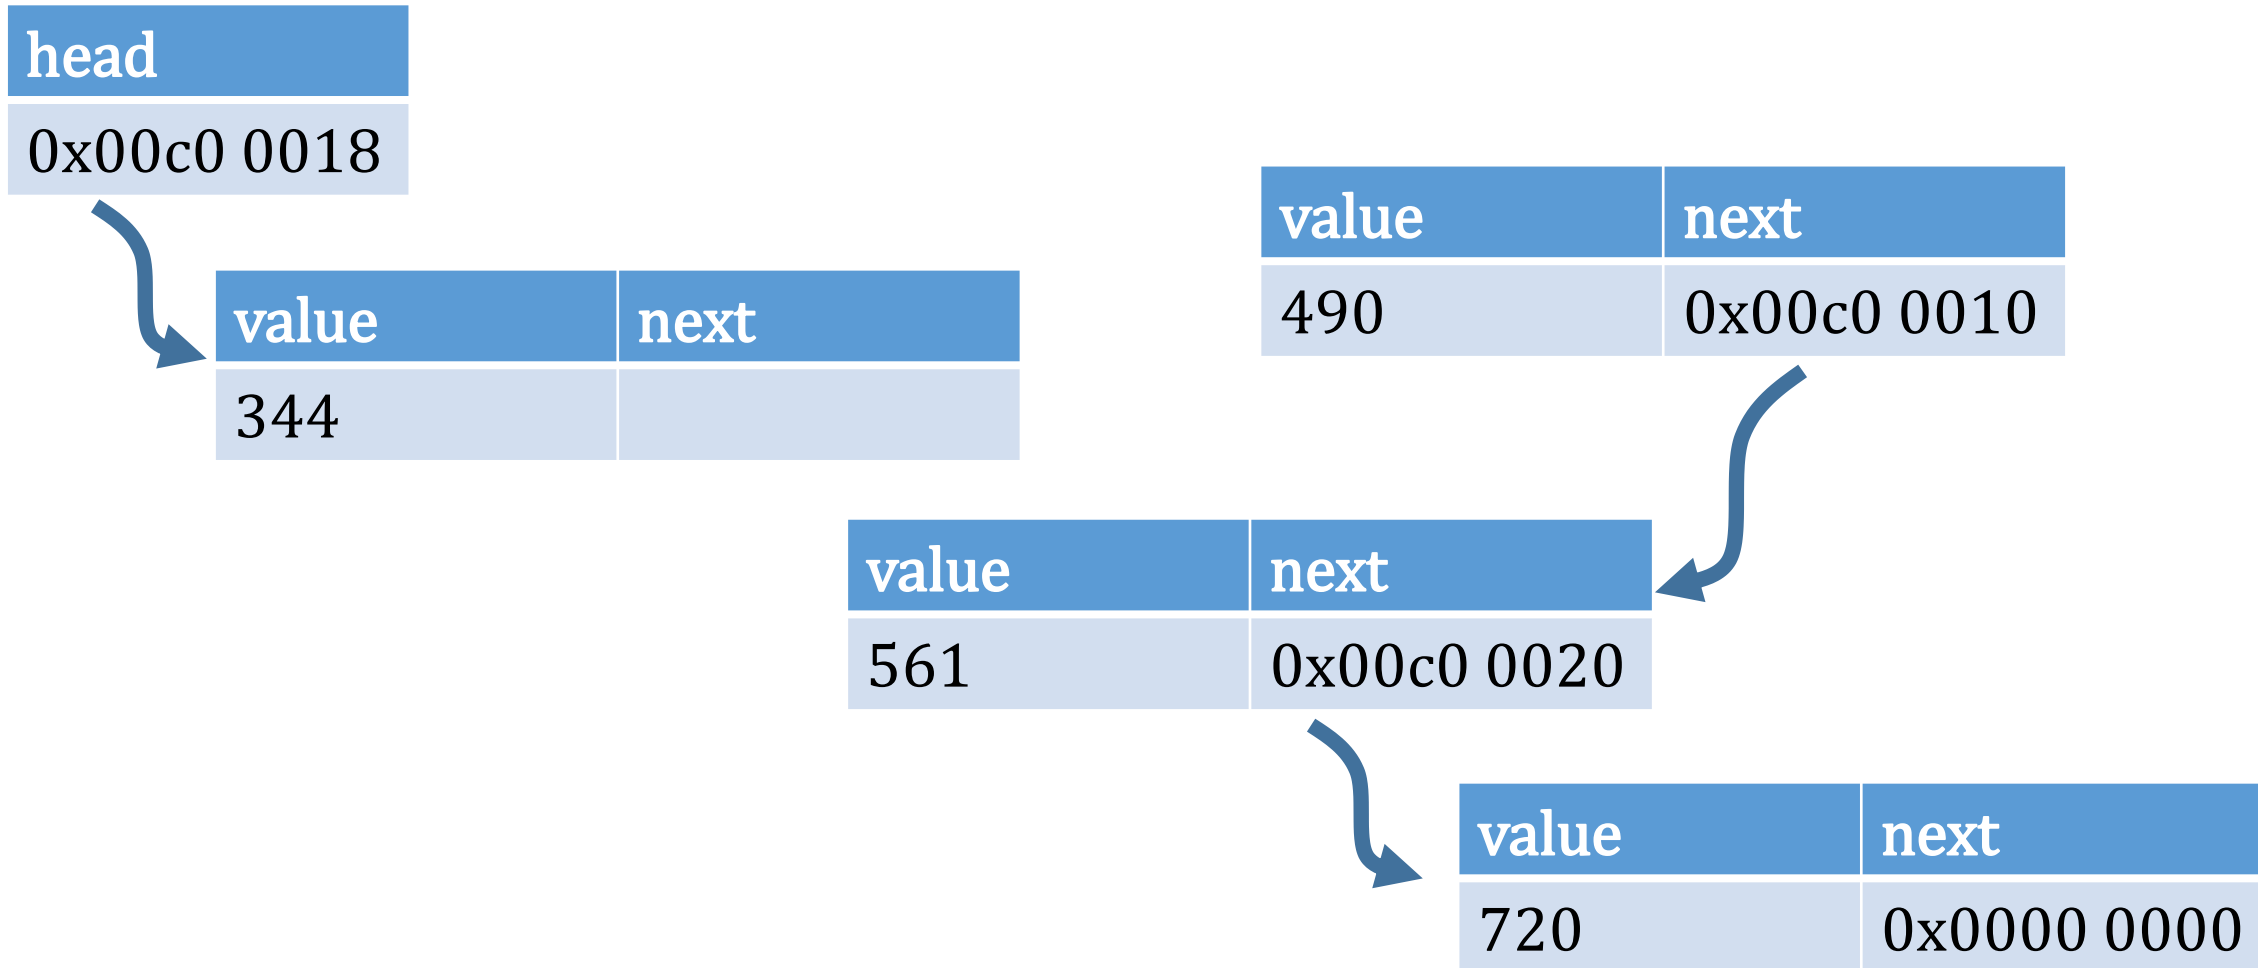 head
0x00c0 0018
value next
490 0x00c0 0010
value next
344
value next
561 0x00c0 0020
value next
720 0x0000 0000